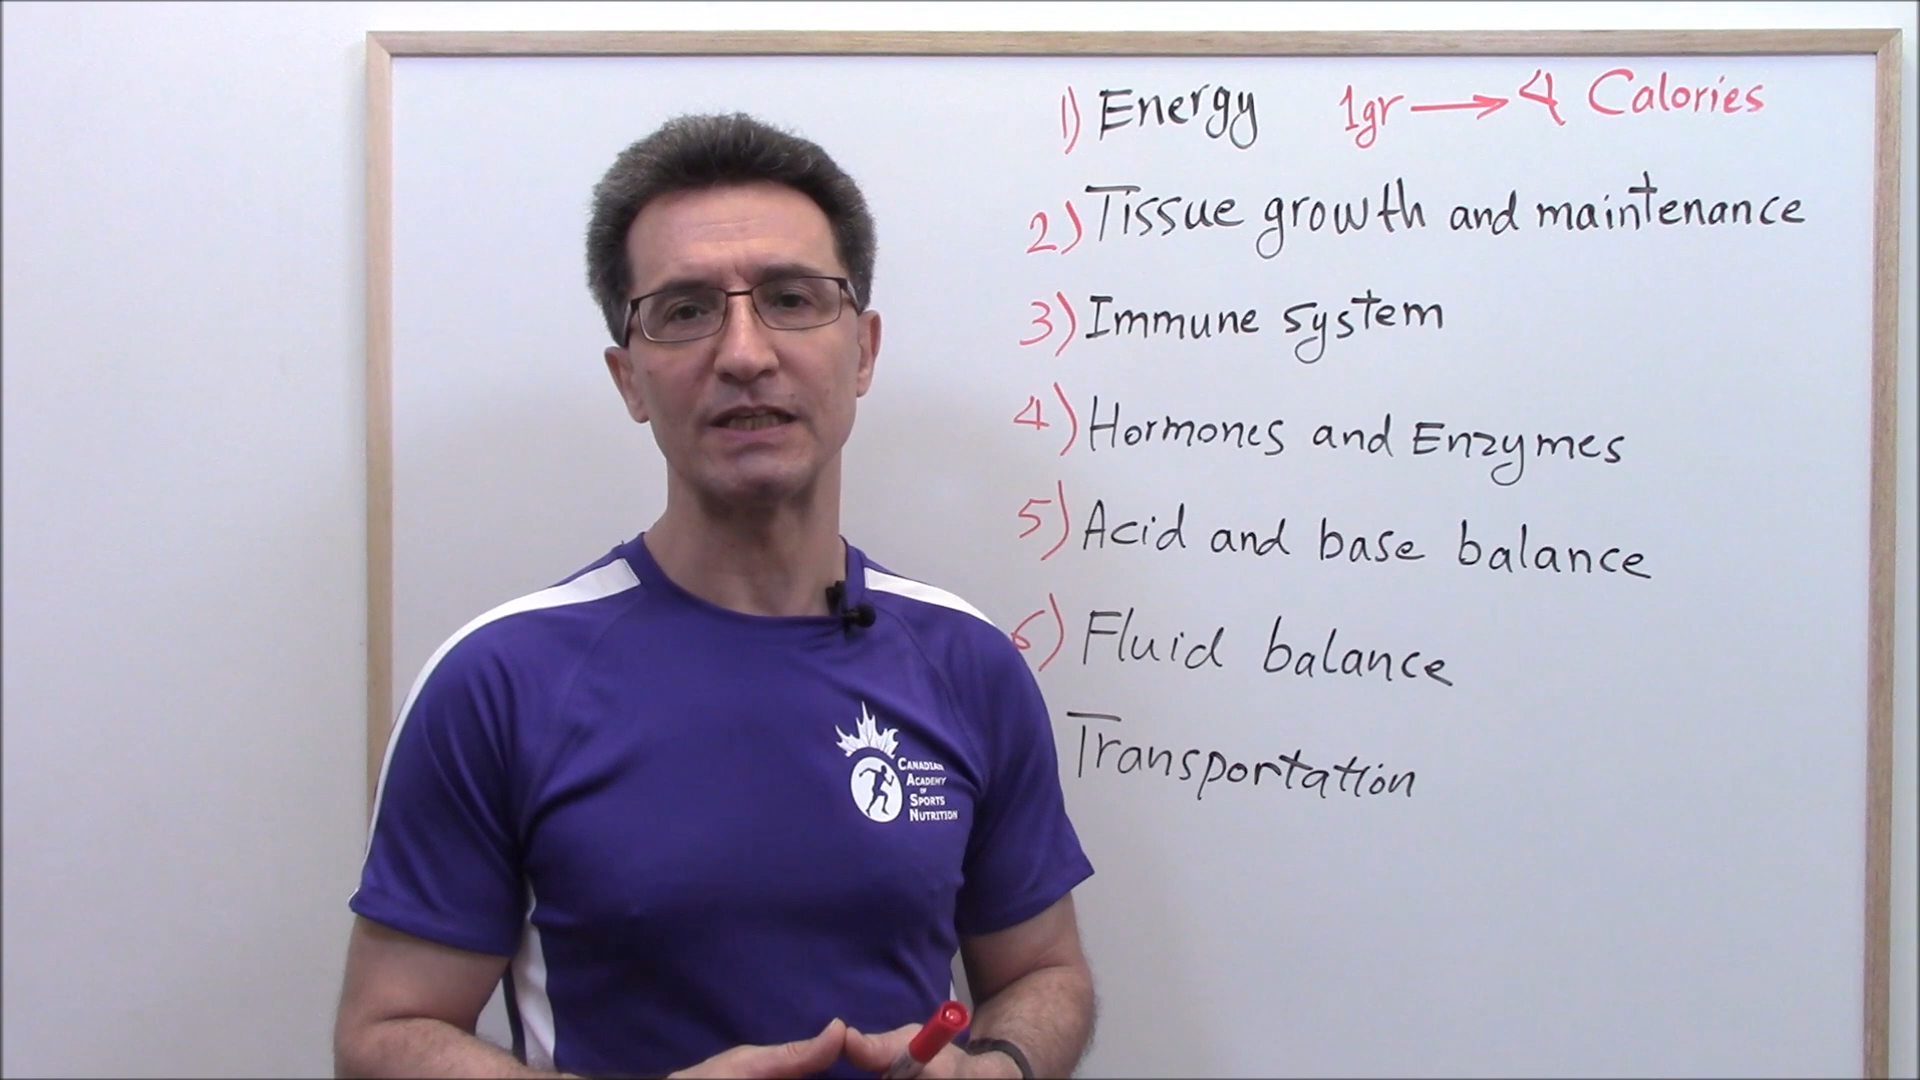 1) Energy 1gr → 4 Calories
2) Tissue growth and maintenance
3) Immune system
4) Hormones and Enzymes
5) Acid and base balance
6) Fluid balance
Transportation
CANADIAN
ACADEMY
OF
SPORTS
NUTRITION